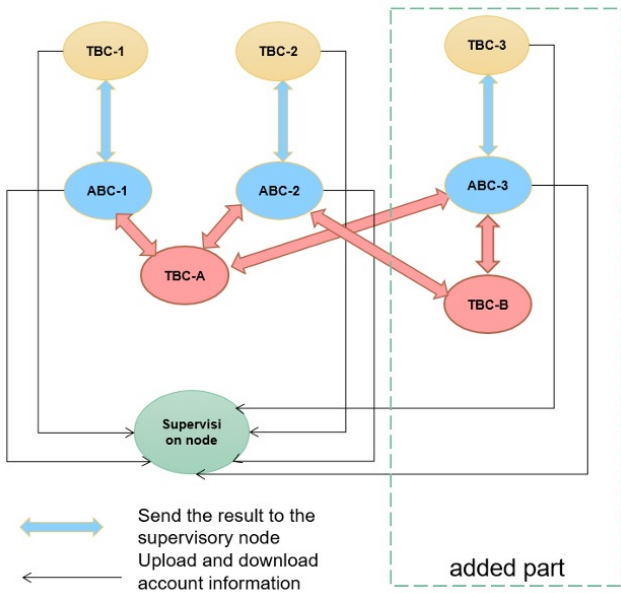 TBC-1
TBC-2
TBC-3
ABC-1
ABC-2
ABC-3
TBC-A
TBC-B
Supervisi
on node
Send the result to the
supervisory node
Upload and download
account information
added part